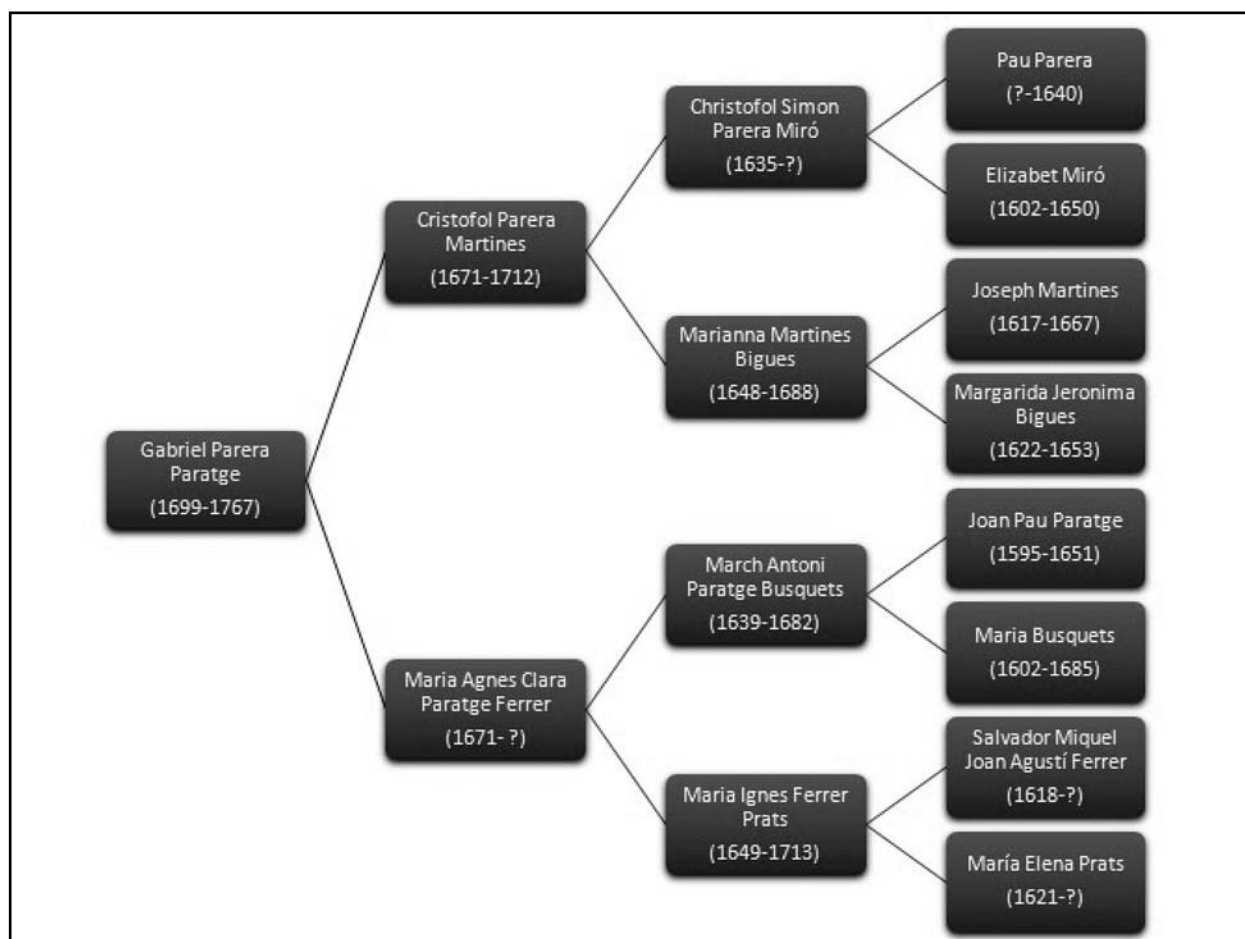 Gabriel Parera
Paratge
(1699-1767)
Cristofol Parera
Martines
(1671-1712)
Maria Agnes Clara
Paratge Ferrer
(1671- ?)
Christofol Simon
Parera Miró
(1635-?)
Marianna Martines
Bigues
(1648-1688)
March Antoni
Paratge Busquets
(1639-1682)
Maria Ignes Ferrer
Prats
(1649-1713)
Pau Parera
(?-1640)
Elizabet Miró
(1602-1650)
Joseph Martines
(1617-1667)
Margarida Jeronima
Bigues
(1622-1653)
Joan Pau Paratge
(1595-1651)
Maria Busquets
(1602-1685)
Salvador Miquel
Joan Agustí Ferrer
(1618-?)
María Elena Prats
(1621-?)